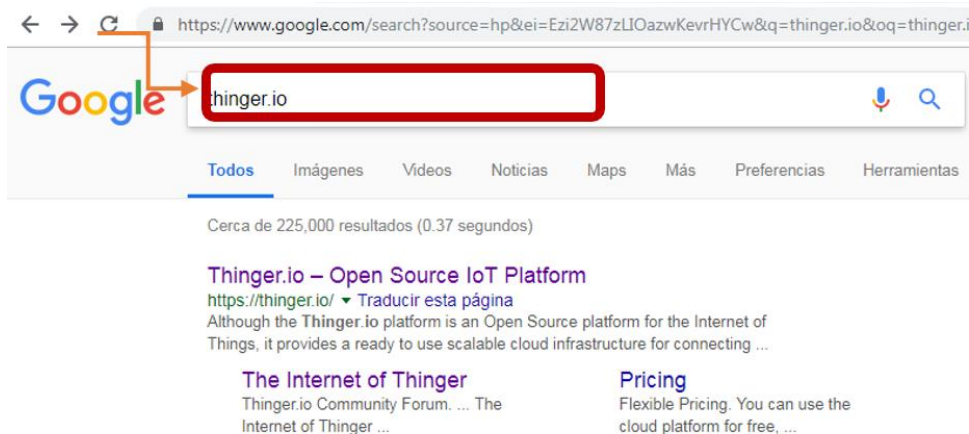 https://www.google.com/search?source=hp&ei=Ezi2W87zLIOazwKevrHYCw&q=thinger.io&oq=thinger.i
Google
thinger.io
Todos Imágenes Videos Noticias Maps Más Preferencias Herramientas
Cerca de 225,000 resultados (0.37 segundos)
Thinger.io – Open Source IoT Platform
https://thinger.io/ ▼ Traducir esta página
Although the Thinger.io platform is an Open Source platform for the Internet of
Things, it provides a ready to use scalable cloud infrastructure for connecting ...
The Internet of Thinger
Thinger.io Community Forum. ... The
Internet of Thinger ...
Pricing
Flexible Pricing. You can use the
cloud platform for free, ...